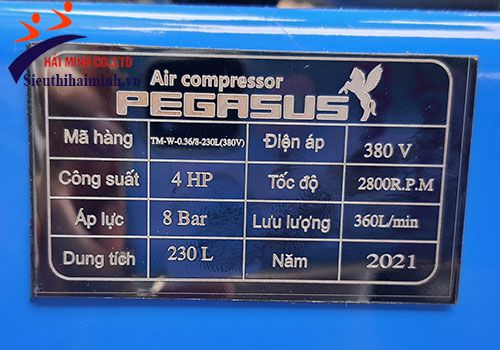 HAI MINH CO.,LTD
Sieuthihaiminh.vn
Air compressor
PEGASUS
Mã hàng TM-W-0.36/8-230L(380V) Điện áp 380 V
Công suất 4 HP Tốc độ 2800R.P.M
Áp lực 8 Bar Lưu lượng 360L/min
Dung tích 230 L Năm 2021